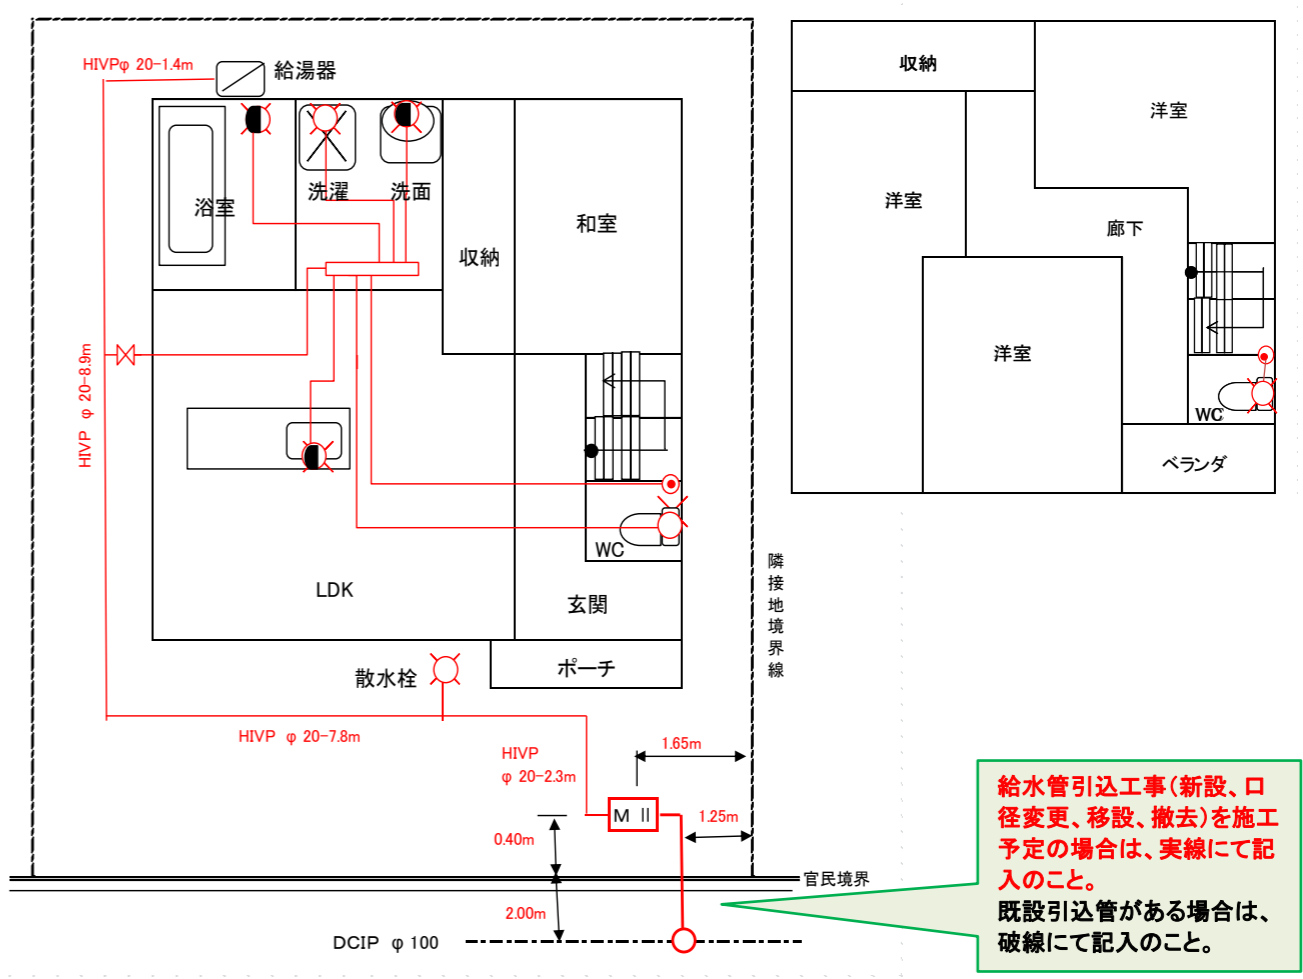 HIVPφ 20-1.4m
給湯器
収納
洋室
浴室
洗濯
洗面
収納
和室
洋室
廊下
洋室
HIVP φ 20-8.9m
WC
WC
ベランダ
LDK
玄関
隣接地境界線
散水栓
ポーチ
HIVP φ 20-7.8m
HIVP
φ 20-2.3m
1.65m
M II
1.25m
0.40m
官民境界
2.00m
DCIP φ 100
給水管引込工事(新設、口
径変更、移設、撤去)を施工
予定の場合は、実線にて記
入のこと。
既設引込管がある場合は、
破線にて記入のこと。